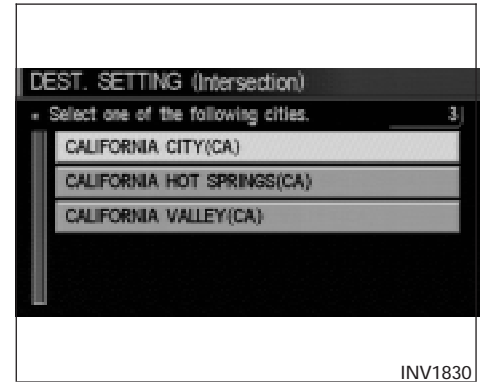 DEST. SETTING (Intersection)
Select one of the following cities. 3
CALIFORNIA CITY(CA)
CALIFORNIA HOT SPRINGS(CA)
CALIFORNIA VALLEY(CA)
INV1830